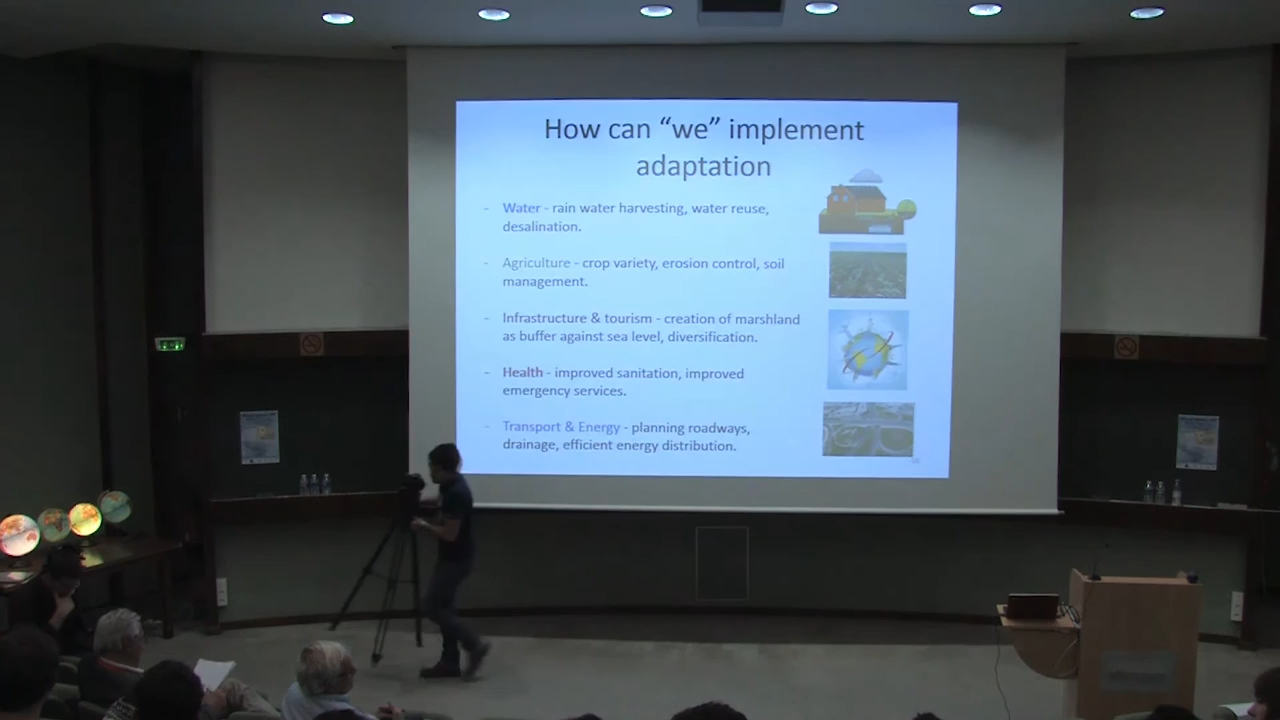 How can “we” implement
adaptation
- Water - rain water harvesting, water reuse,
desalination.
- Agriculture - crop variety, erosion control, soil
management.
- Infrastructure & tourism - creation of marshland
as buffer against sea level, diversification.
- Health - improved sanitation, improved
emergency services.
- Transport & Energy - planning roadways,
drainage, efficient energy distribution.